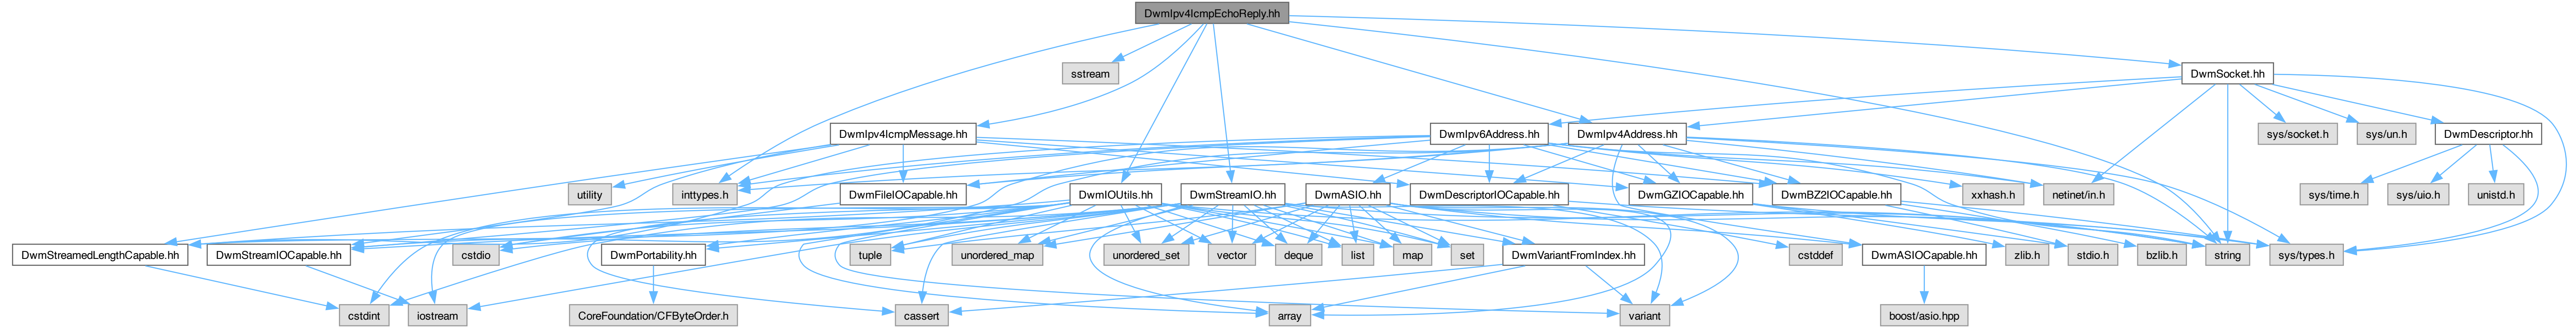 DwmIpv4IcmpEchoReply.hh
sstream
DwmSocket.hh
DwmIpv4IcmpMessage.hh
DwmIpv6Address.hh
DwmIpv4Address.hh
sys/socket.h
sys/un.h
DwmDescriptor.hh
utility
inttypes.h
DwmFileIOCapable.hh
DwmIOUtils.hh
DwmStreamIO.hh
DwmASIO.hh
DwmDescriptorIOCapable.hh
DwmGZIOCapable.hh
DwmBZ2IOCapable.hh
xxhash.h
netinet/in.h
sys/time.h
sys/uio.h
unistd.h
DwmStreamedLengthCapable.hh
DwmStreamIOCapable.hh
cstdio
DwmPortability.hh
tuple
unordered_map
unordered_set
vector
deque
list
map
set
DwmVariantFromIndex.hh
cstddef
DwmASIOCapable.hh
zlib.h
stdio.h
bzlib.h
string
sys/types.h
cstdint
iostream
CoreFoundation/CFByteOrder.h
cassert
array
variant
boost/asio.hpp